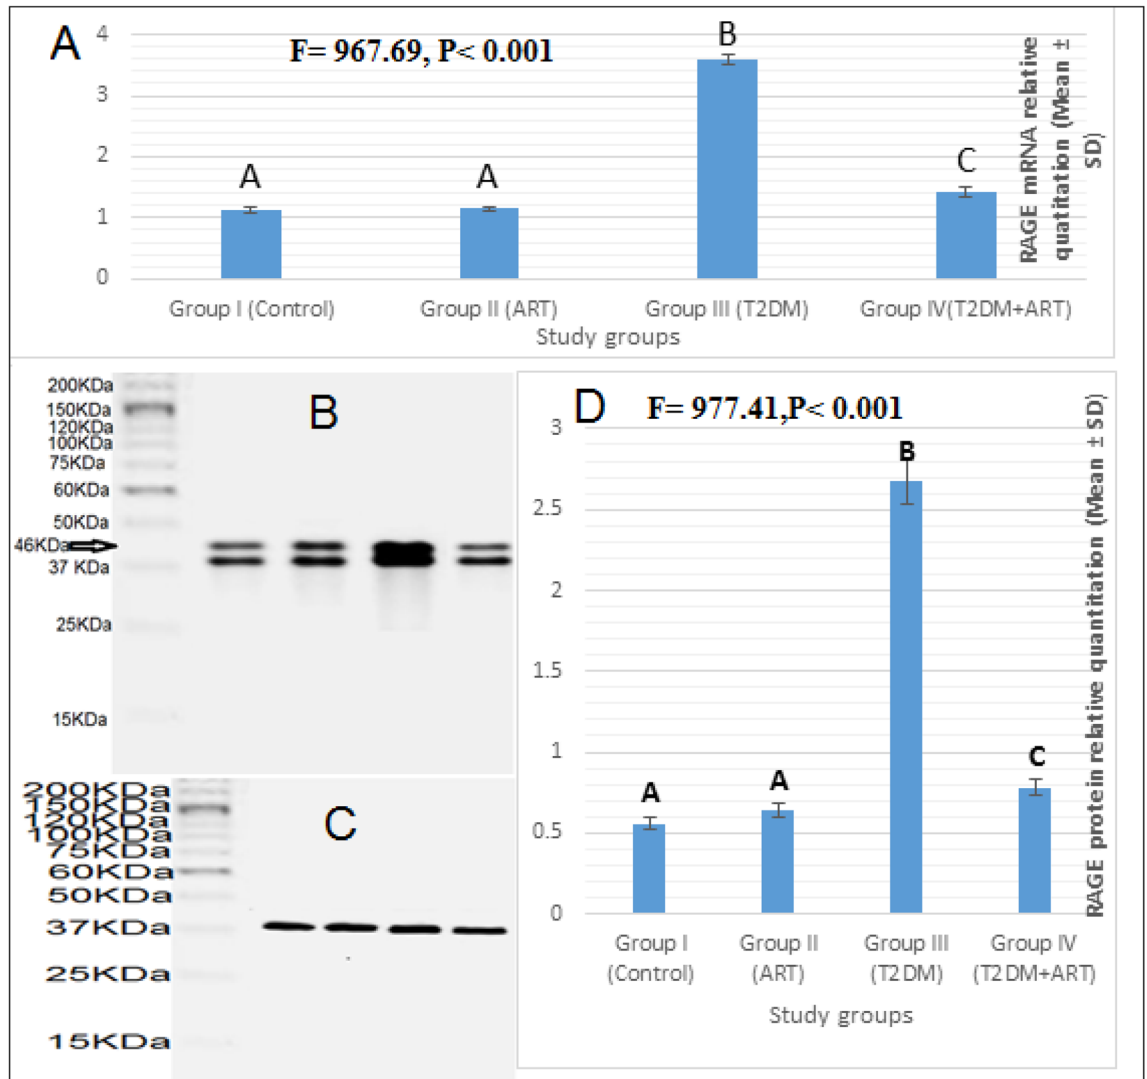 A
F= 967.69, P< 0.001
4
3
2
1
0
A
A
B
C
RAGE mRNA relative
quatitation (Mean ±
SD)
Group I (Control)
Group II (ART)
Group III (T2DM)
Group IV(T2DM+ART)
Study groups
B
200KDa
150KDa
120KDa
100KDa
75KDa
60KDa
50KDa
46KDa
37 KDa
25KDa
15KDa
C
200KDa
150KDa
120KDa
100KDa
75KDa
60KDa
50KDa
37KDa
25KDa
15KDa
D
F= 977.41,P< 0.001
3
2.5
2
1.5
1
0.5
0
A
A
B
C
RAGE protein relative quantitation (Mean ± SD)
Group I
(Control)
Group II
(ART)
Group III
(T2DM)
Group IV
(T2DM+ART)
Study groups